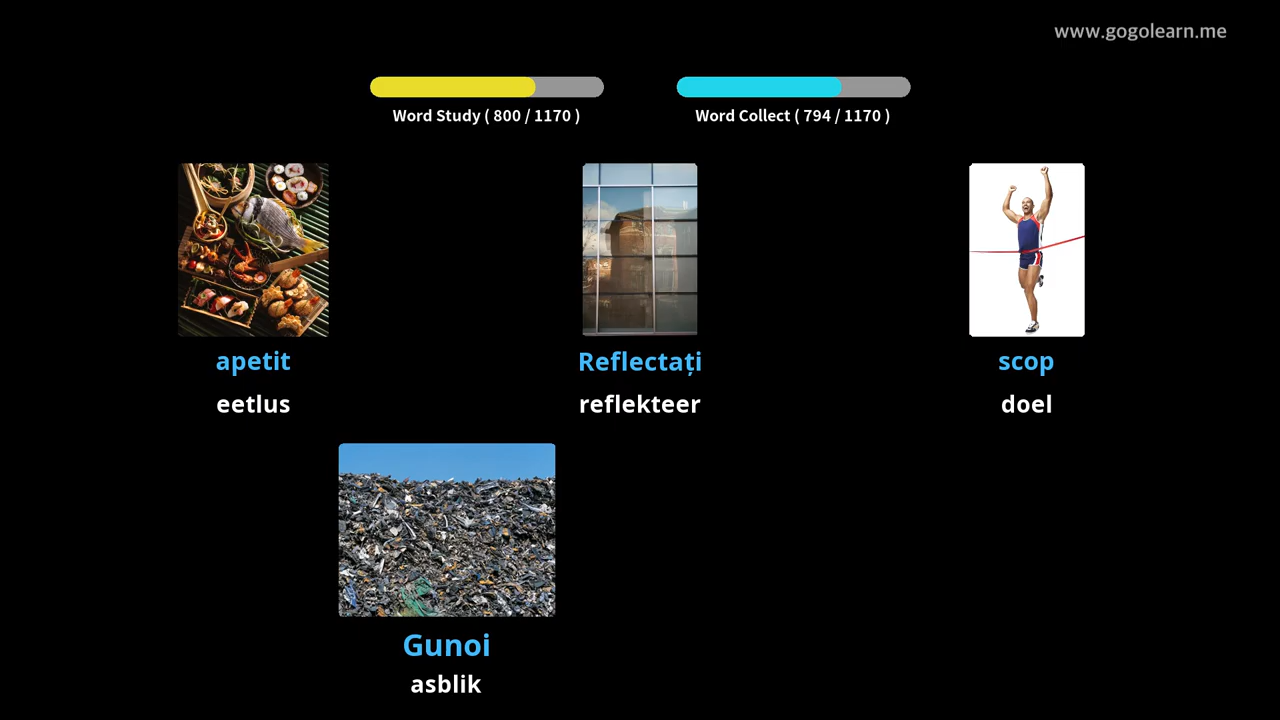 www.gogolearn.me
Word Study ( 800 / 1170 )
Word Collect ( 794 / 1170 )
apetit
Reflectați
scop
eetlus
reflekteer
doel
Gunoi
asblik